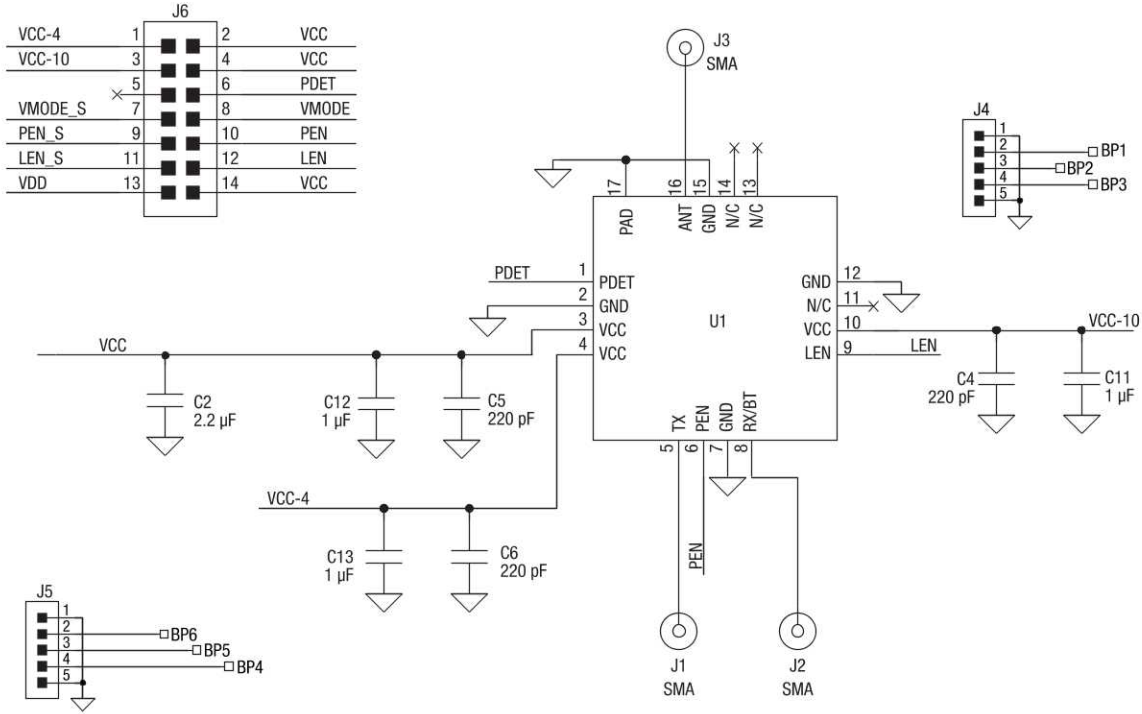 J6
VCC-4 1 2 VCC
VCC-10 3 4 VCC
5 6 PDET
VMODE_S 7 8 VMODE
PEN_S 9 10 PEN
LEN_S 11 12 LEN
VDD 13 14 VCC
J3
SMA
J4
1
2 BP1
3 BP2
4 BP3
5
17 16 15 14 13
PAD ANT GND N/C N/C
PDET 1 PDET
2 GND
3 VCC
4 VCC
U1
GND 12
N/C 11
VCC 10 VCC-10
LEN 9 LEN
TX PEN GND RX/BT
5 6 7 8
VCC
C2
2.2 µF
C12
1 µF
C5
220 pF
C4
220 pF
C11
1 µF
VCC-4
C13
1 µF
C6
220 pF
PEN
J5
1
2 BP6
3 BP5
4 BP4
5
J1
SMA
J2
SMA